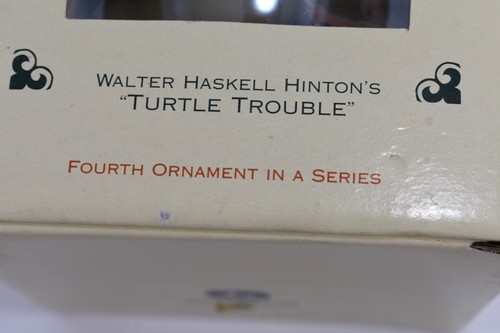 WALTER HASKELL HINTON'S
"TURTLE TROUBLE"
FOURTH ORNAMENT IN A SERIES